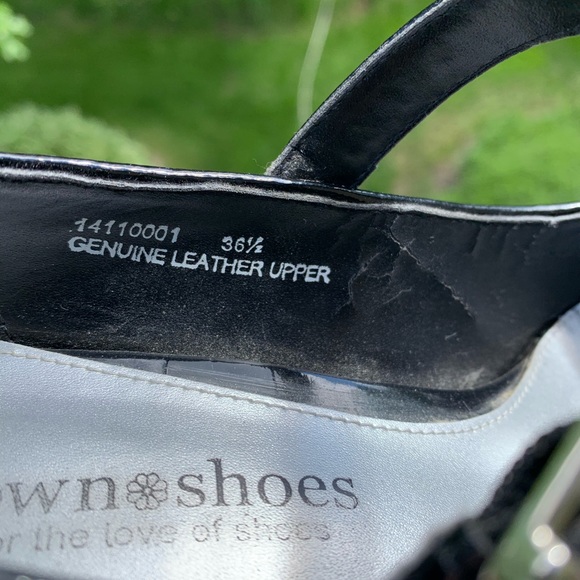 14110001 36½
GENUINE LEATHER UPPER
own shoes
or the love of shoes